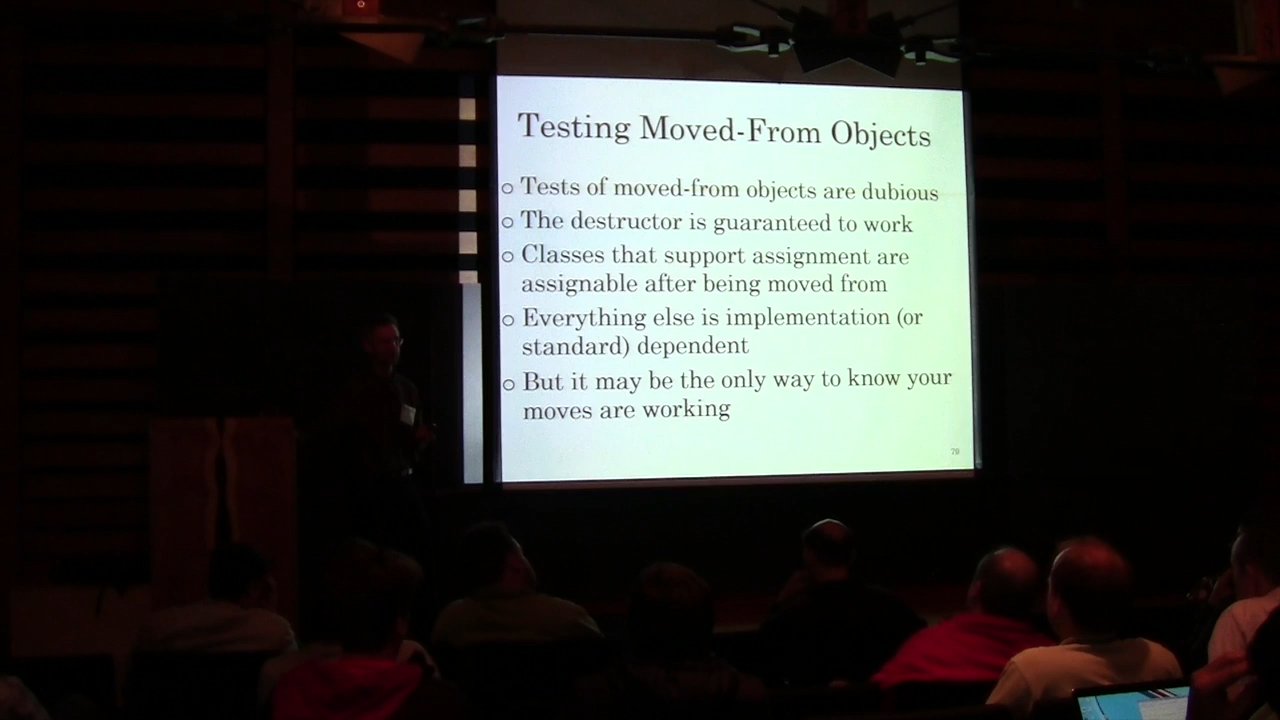 Testing Moved-From Objects
○ Tests of moved-from objects are dubious
○ The destructor is guaranteed to work
○ Classes that support assignment are
assignable after being moved from
○ Everything else is implementation (or
standard) dependent
○ But it may be the only way to know your
moves are working